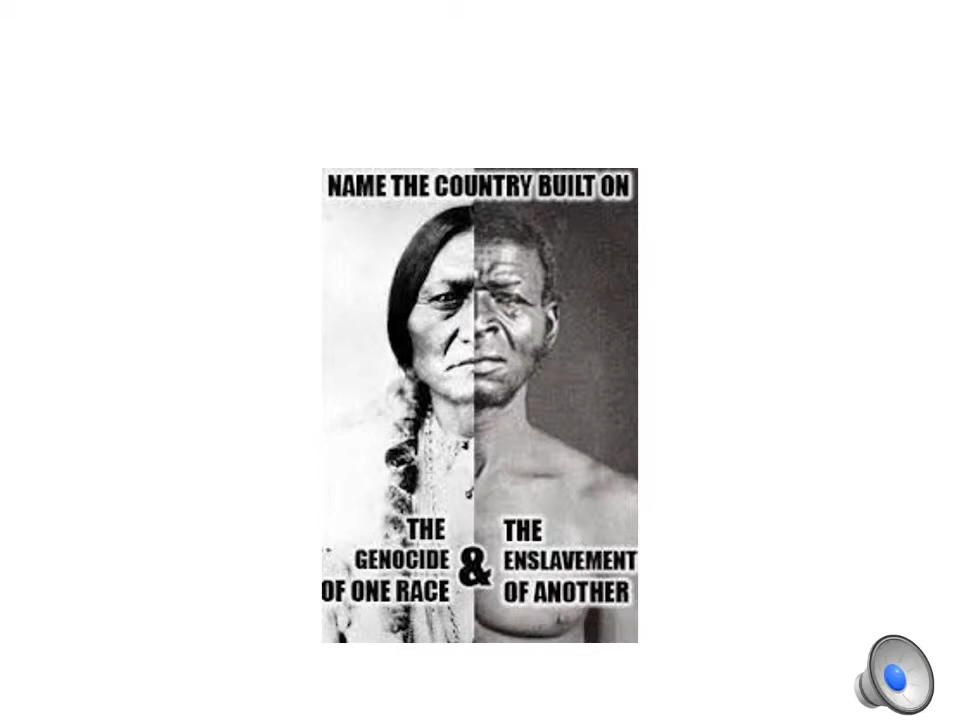 NAME THE COUNTRY BUILT ON
THE THE
GENOCIDE & ENSLAVEMENT
OF ONE RACE OF ANOTHER